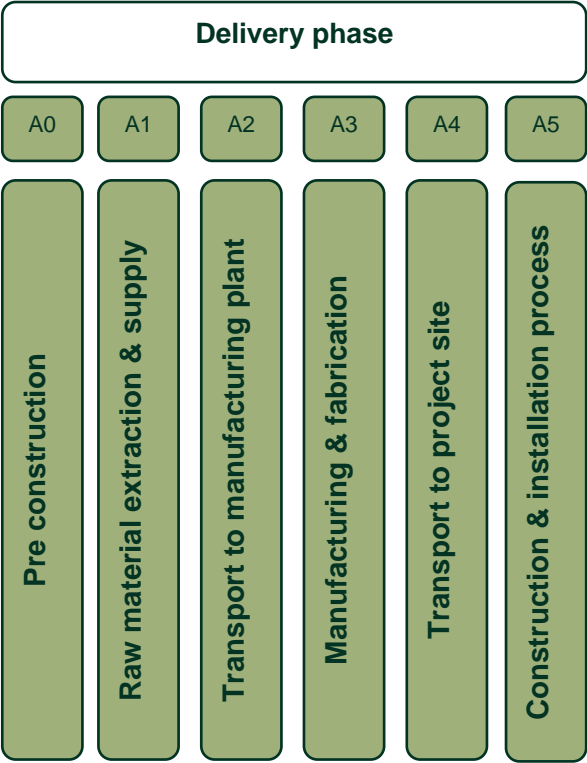 Delivery phase
A0
A1
A2
A3
A4
A5
Pre construction
Raw material extraction & supply
Transport to manufacturing plant
Manufacturing & fabrication
Transport to project site
Construction & installation process